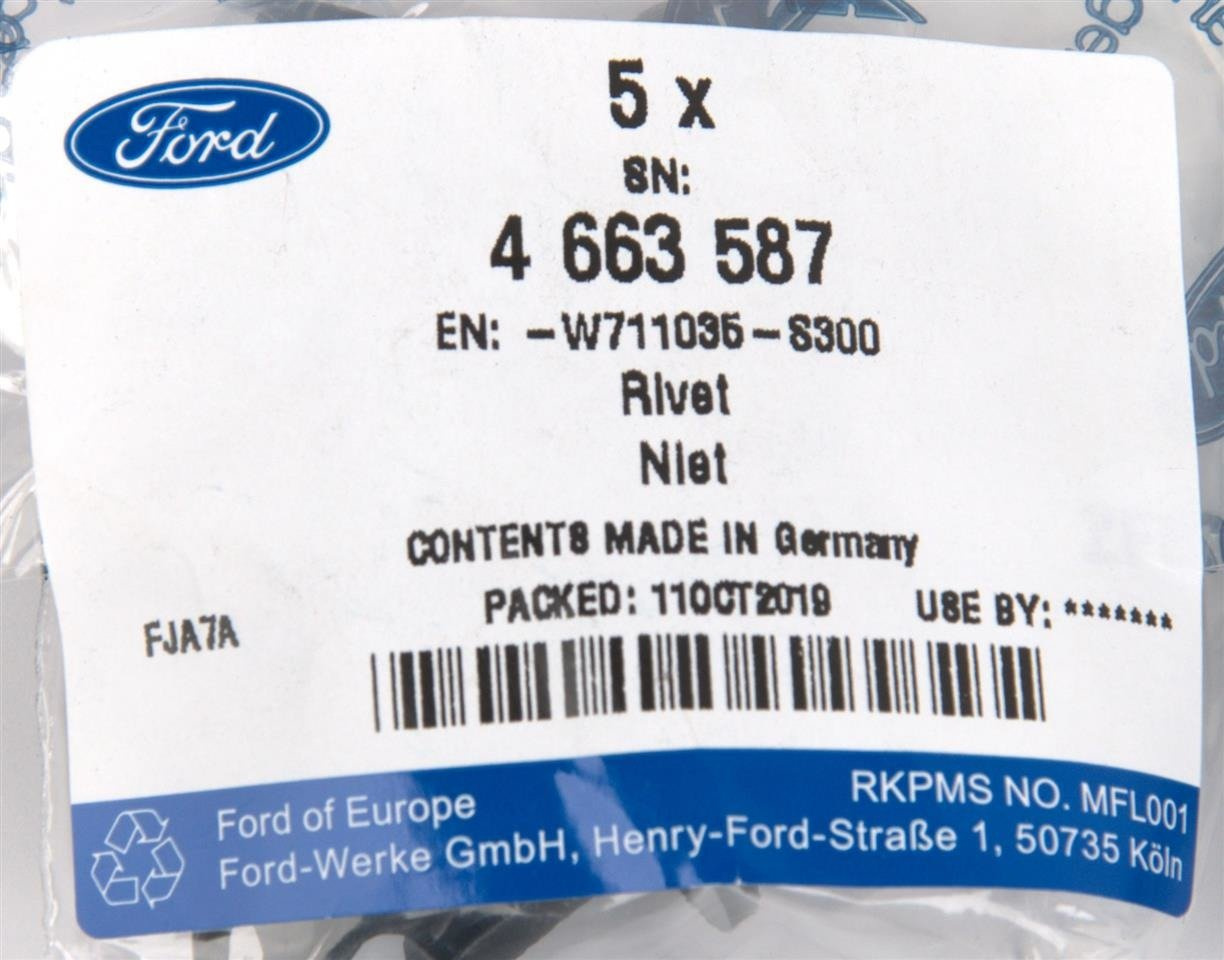 Ford
5 x
SN:
4 663 587
EN: -W711036-S300
Rivet
Niet
CONTENTS MADE IN Germany
PACKED: 11OCT2019 USE BY: *******
FJA7A
RKPMS NO. MFL001
Ford of Europe
Ford-Werke GmbH, Henry-Ford-Straße 1, 50735 Köln